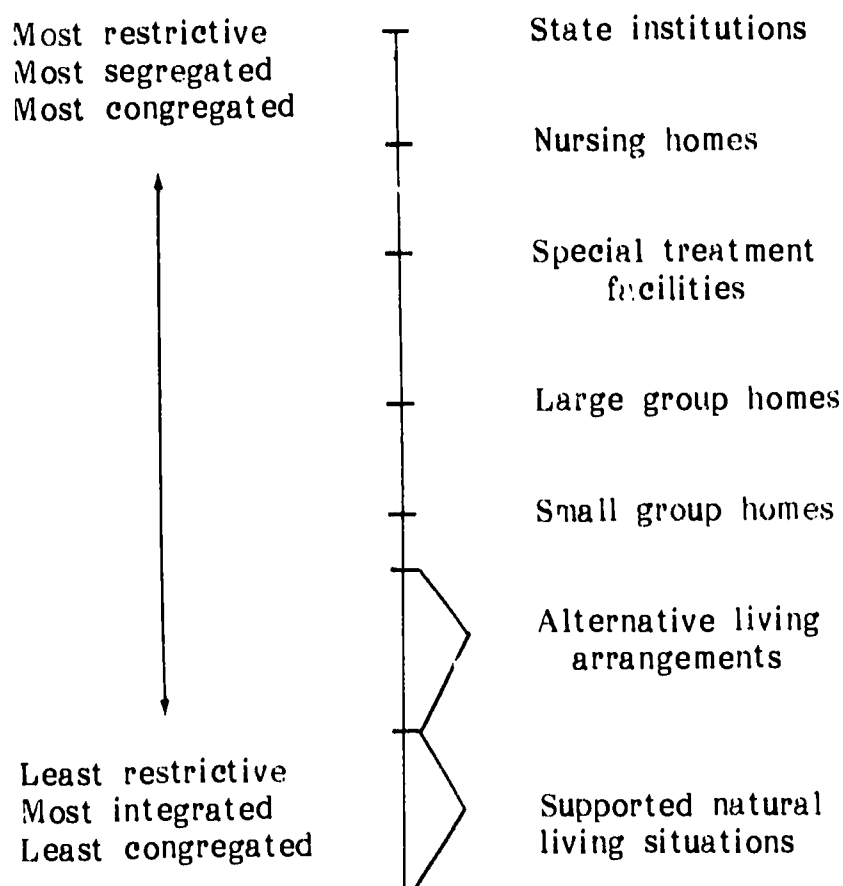 Most restrictive
Most segregated
Most congregated
State institutions
Nursing homes
Special treatment
facilities
Large group homes
Small group homes
Alternative living
arrangements
Least restrictive
Most integrated
Least congregated
Supported natural
living situations